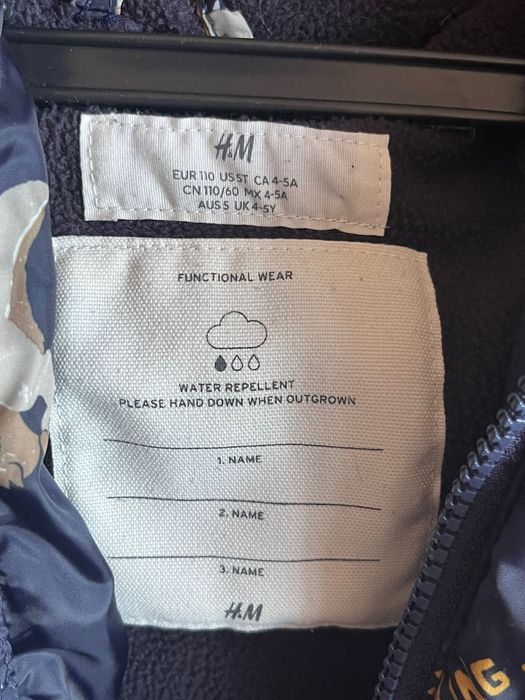 H&M
EUR 110 US 5T CA 4-5A
CN 110/60 MX 4-5A
AUS 5 UK 4-5Y
FUNCTIONAL WEAR
WATER REPELLENT
PLEASE HAND DOWN WHEN OUTGROWN
1. NAME
2. NAME
3. NAME
H&M